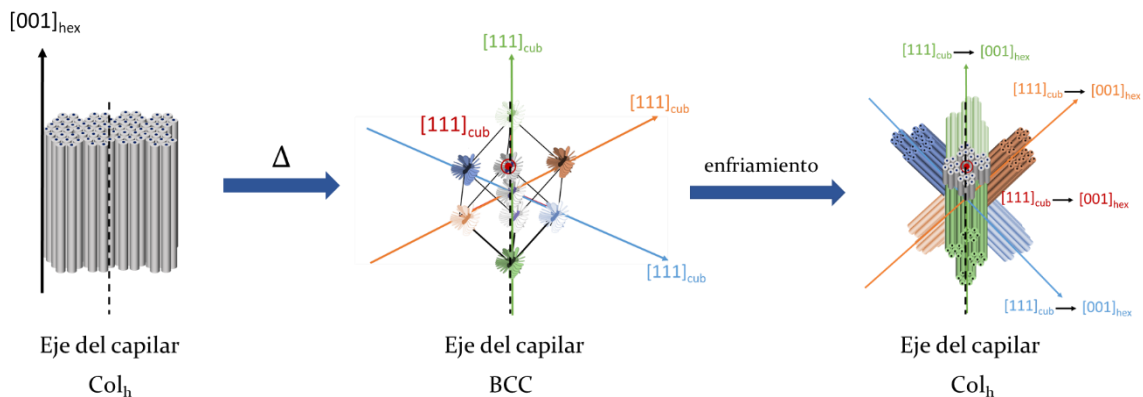 [001]hex
Δ
Eje del capilar
Colh
[111]cub
[111]cub
[111]cub
[111]cub
Eje del capilar
BCC
enfriamiento
[111]cub → [001]hex
[111]cub → [001]hex
[111]cub → [001]hex
[111]cub → [001]hex
Eje del capilar
Colh